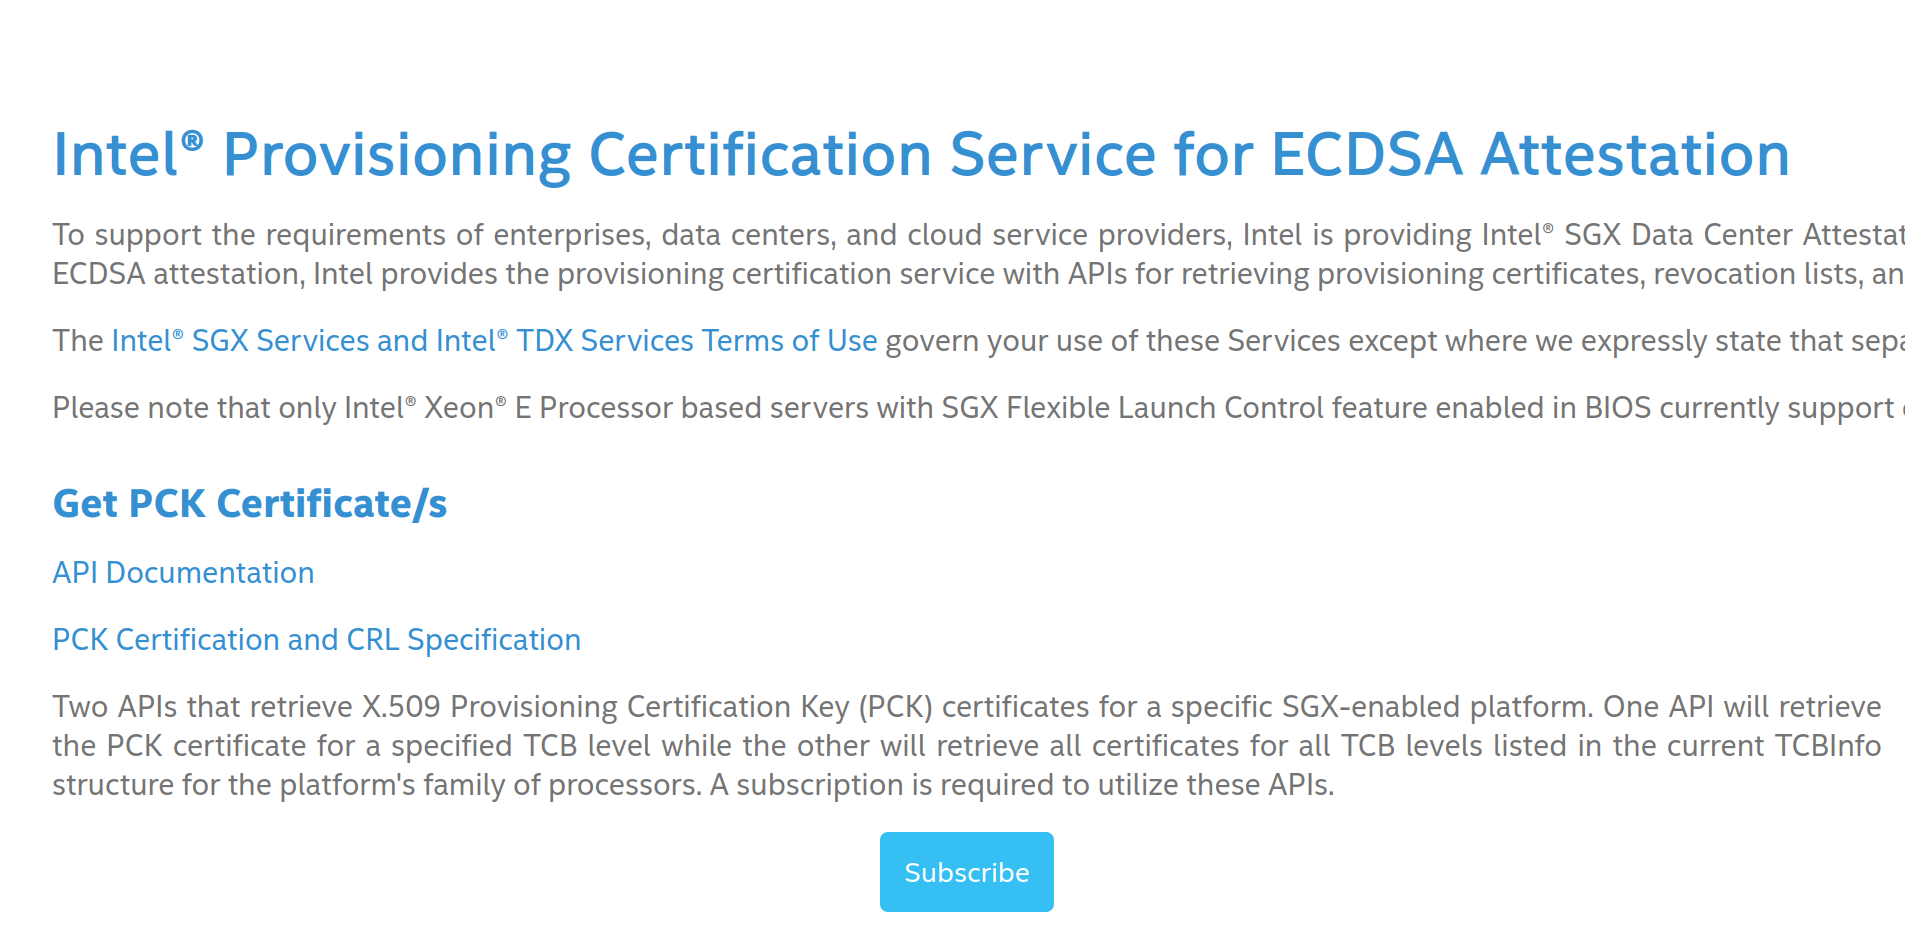 Intel® Provisioning Certification Service for ECDSA Attestation
To support the requirements of enterprises, data centers, and cloud service providers, Intel is providing Intel® SGX Data Center
ECDSA attestation, Intel provides the provisioning certification service with APIs for retrieving provisioning certificates, revocation lists,
The Intel® SGX Services and Intel® TDX Services Terms of Use govern your use of these Services except where we expressly state that
Please note that only Intel® Xeon® E Processor based servers with SGX Flexible Launch Control feature enabled in BIOS currently support
Get PCK Certificate/s
API Documentation
PCK Certification and CRL Specification
Two APIs that retrieve X.509 Provisioning Certification Key (PCK) certificates for a specific SGX-enabled platform. One API will retrieve
the PCK certificate for a specified TCB level while the other will retrieve all certificates for all TCB levels listed in the current TCBInfo
structure for the platform's family of processors. A subscription is required to utilize these APIs.
Subscribe